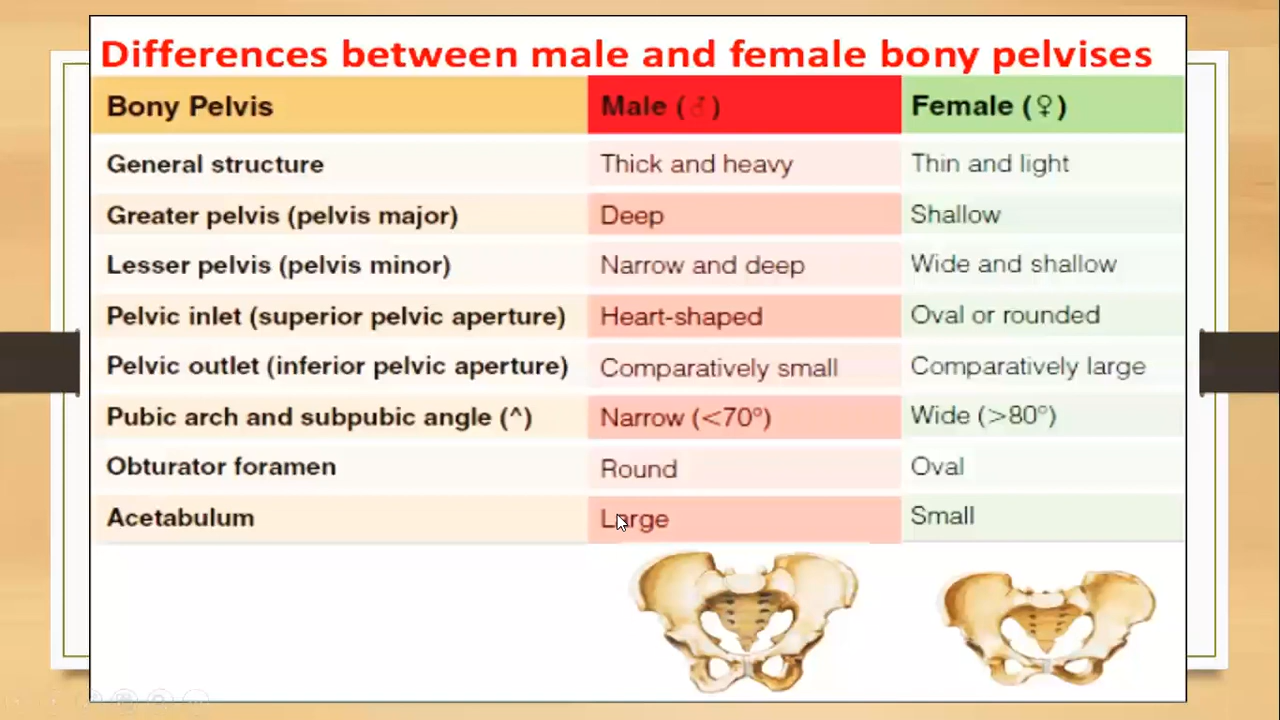 Differences between male and female bony pelvises
Bony Pelvis Male (♂) Female (♀)
General structure Thick and heavy Thin and light
Greater pelvis (pelvis major) Deep Shallow
Lesser pelvis (pelvis minor) Narrow and deep Wide and shallow
Pelvic inlet (superior pelvic aperture) Heart-shaped Oval or rounded
Pelvic outlet (inferior pelvic aperture) Comparatively small Comparatively large
Pubic arch and subpubic angle (^) Narrow (<70°) Wide (>80°)
Obturator foramen Round Oval
Acetabulum Large Small